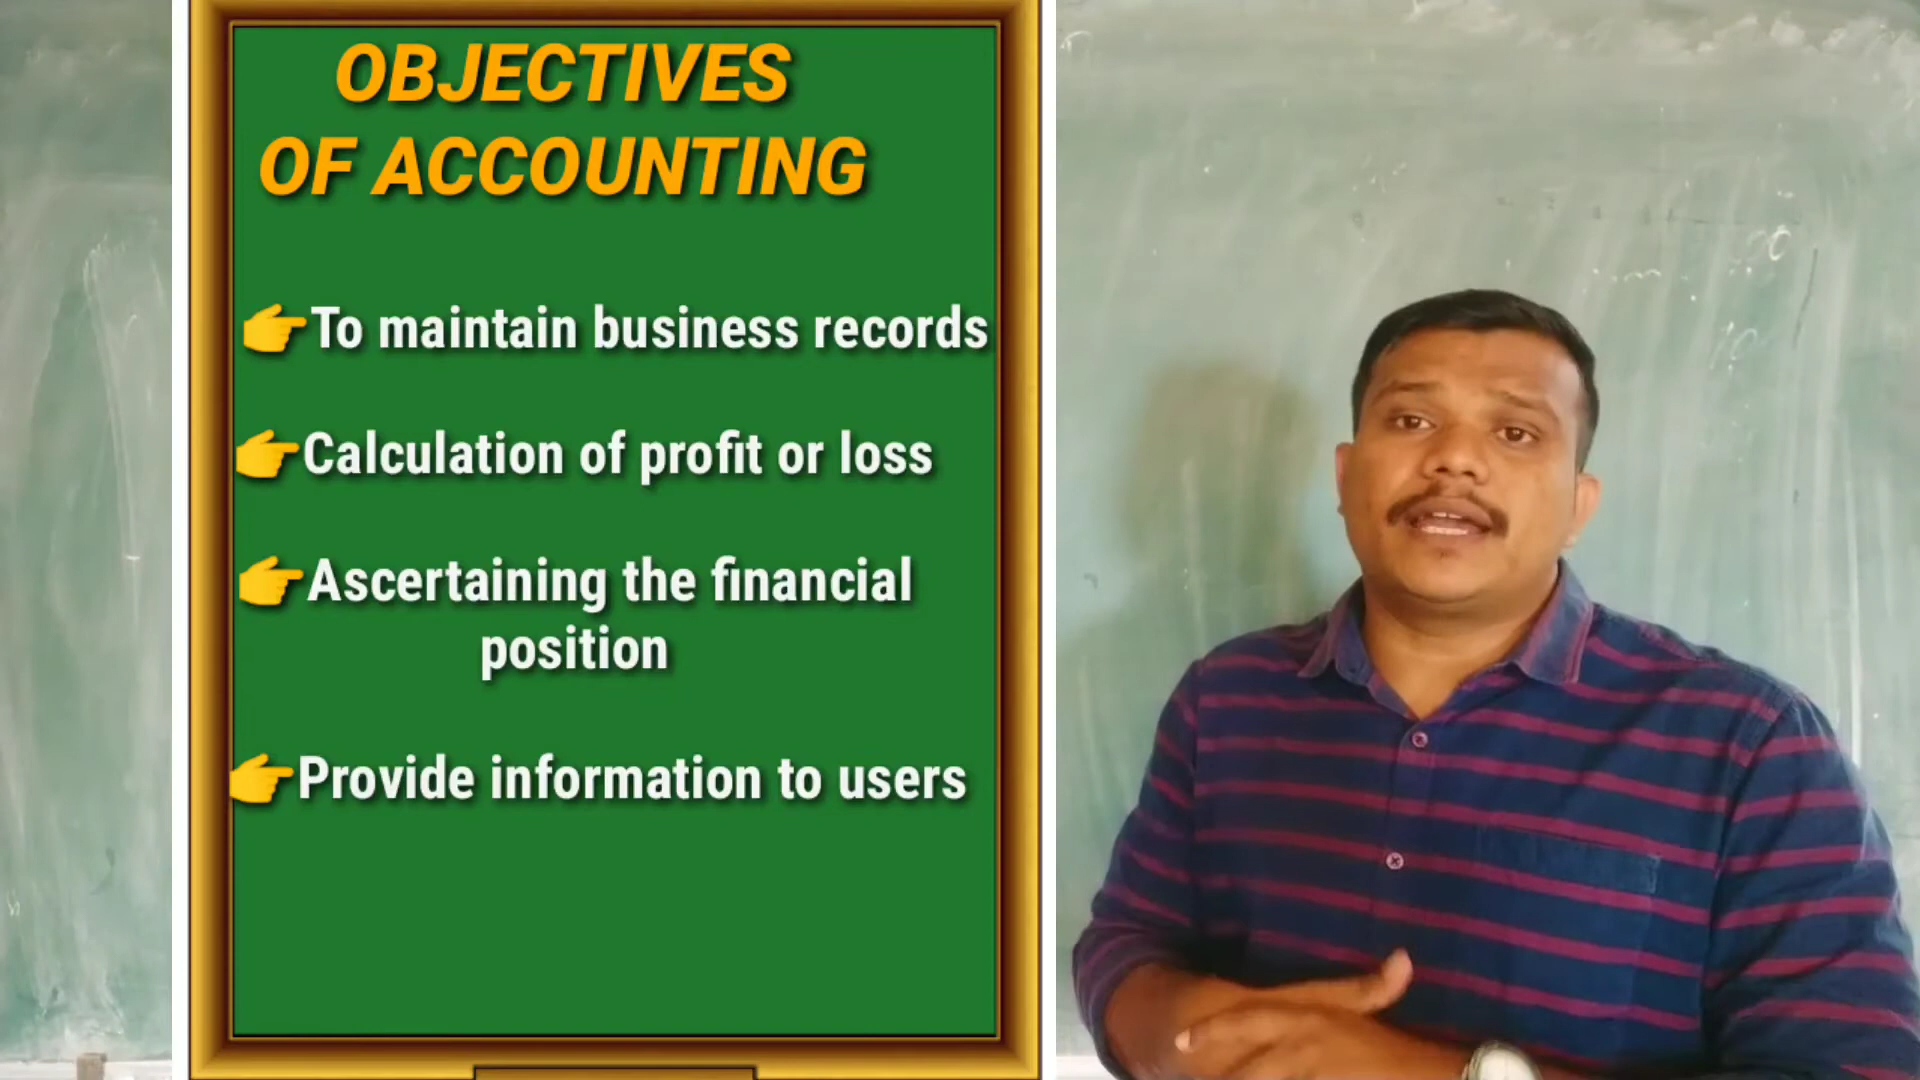 OBJECTIVES
OF ACCOUNTING
👉To maintain business records
👉Calculation of profit or loss
👉Ascertaining the financial
position
👉Provide information to users